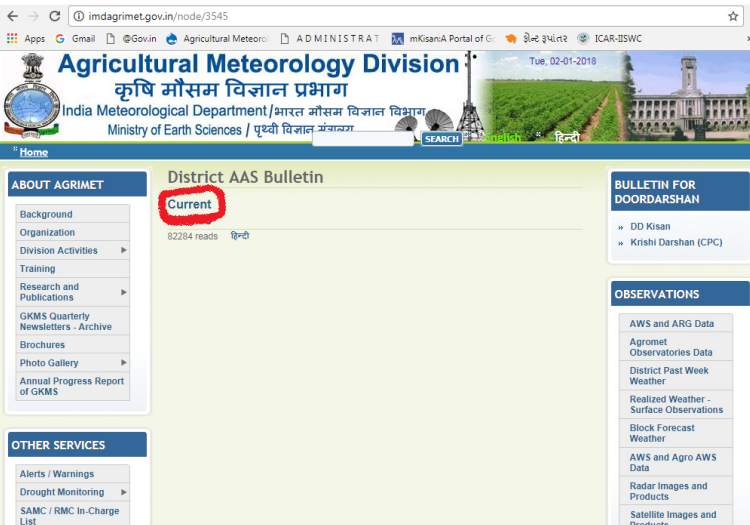 imdagrimet.gov.in/node/3545
Apps Gmail @Gov.in Agricultural Meteorol A D M I N I S T R A T mKisan:A Portal of G ICAR-IISWC
Tue, 02-01-2018
Agricultural Meteorology Division
कृषि मौसम विज्ञान प्रभाग
India Meteorological Department/भारत मौसम विज्ञान विभाग
Ministry of Earth Sciences / पृथ्वी विज्ञान मंत्रालय
SEARCH English हिन्दी
Home
District AAS Bulletin
Current
82284 reads हिन्दी
ABOUT AGRIMET
Background
Organization
Division Activities
Training
Research and
Publications
GKMS Quarterly
Newsletters - Archive
Brochures
Photo Gallery
Annual Progress Report
of GKMS
OTHER SERVICES
Alerts / Warnings
Drought Monitoring
SAMC / RMC In-Charge
List
BULLETIN FOR
DOORDARSHAN
» DD Kisan
» Krishi Darshan (CPC)
OBSERVATIONS
AWS and ARG Data
Agromet
Observatories Data
District Past Week
Weather
Realized Weather -
Surface Observations
Block Forecast
Weather
AWS and Agro AWS
Data
Radar Images and
Products
Satellite Images and
Products